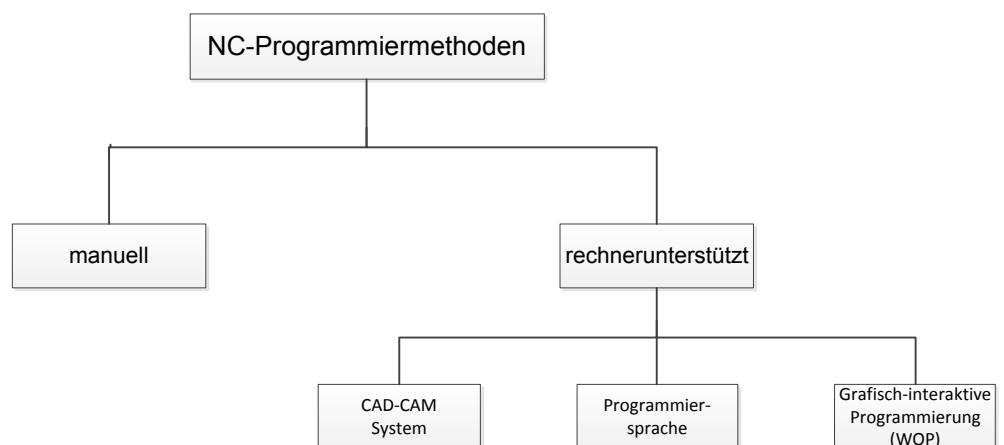 NC-Programmiermethoden
manuell
rechnerunterstützt
CAD-CAM
System
Programmier-
sprache
Grafisch-interaktive
Programmierung
(WOP)